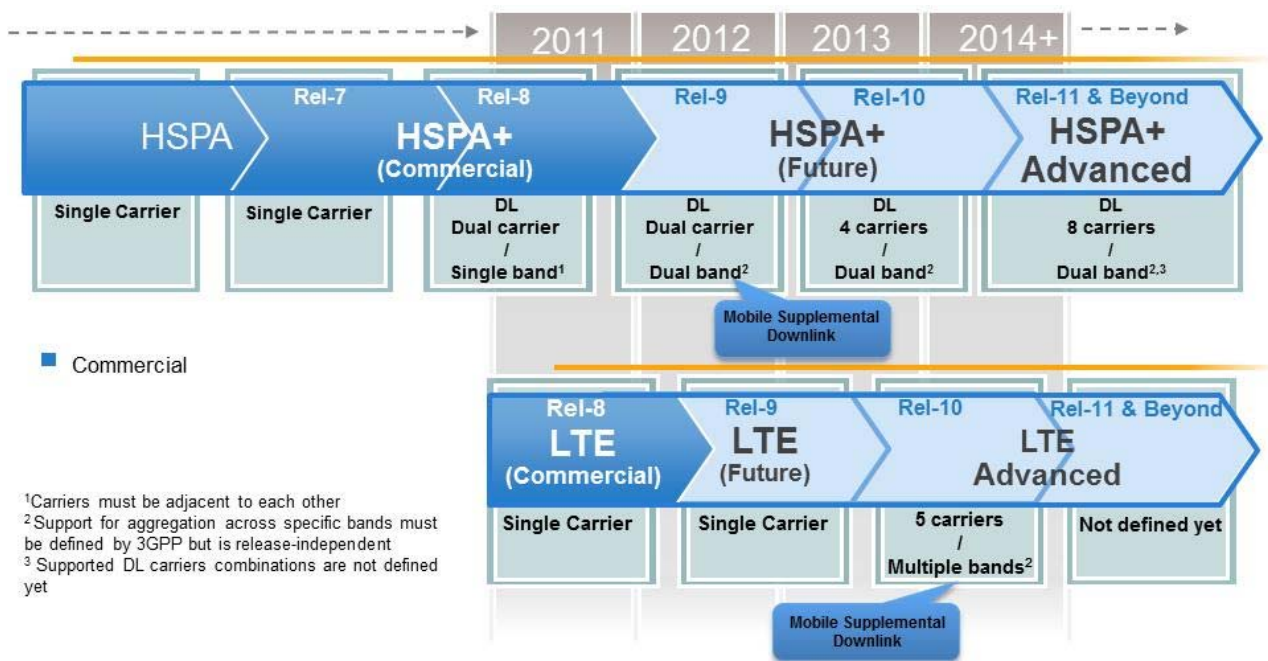 2011 2012 2013 2014+
Rel-7 Rel-8 Rel-9 Rel-10 Rel-11 & Beyond
HSPA
HSPA+
(Commercial)
HSPA+
(Future)
HSPA+
Advanced
Single Carrier
Single Carrier
DL
Dual carrier
/
Single band¹
DL
Dual carrier
/
Dual band²
DL
4 carriers
/
Dual band²
DL
8 carriers
/
Dual band²,³
Mobile Supplemental
Downlink
Commercial
Rel-8 Rel-9 Rel-10 Rel-11 & Beyond
LTE
(Commercial)
LTE
(Future)
LTE
Advanced
Single Carrier
Single Carrier
5 carriers
/
Multiple bands²
Not defined yet
Mobile Supplemental
Downlink
¹Carriers must be adjacent to each other
² Support for aggregation across specific bands must
be defined by 3GPP but is release-independent
³ Supported DL carriers combinations are not defined
yet